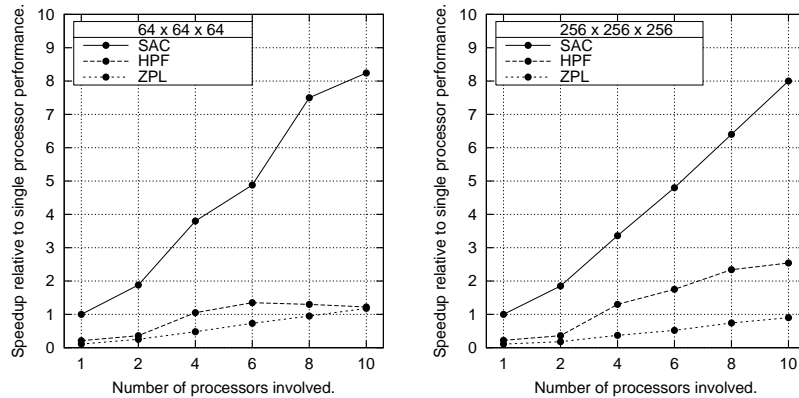 Speedup relative to single processor performance.
10
9
8
7
6
5
4
3
2
1
0
64 x 64 x 64
SAC
HPF
ZPL
1 2 4 6 8 10
Number of processors involved.
Speedup relative to single processor performance.
10
9
8
7
6
5
4
3
2
1
0
256 x 256 x 256
SAC
HPF
ZPL
1 2 4 6 8 10
Number of processors involved.